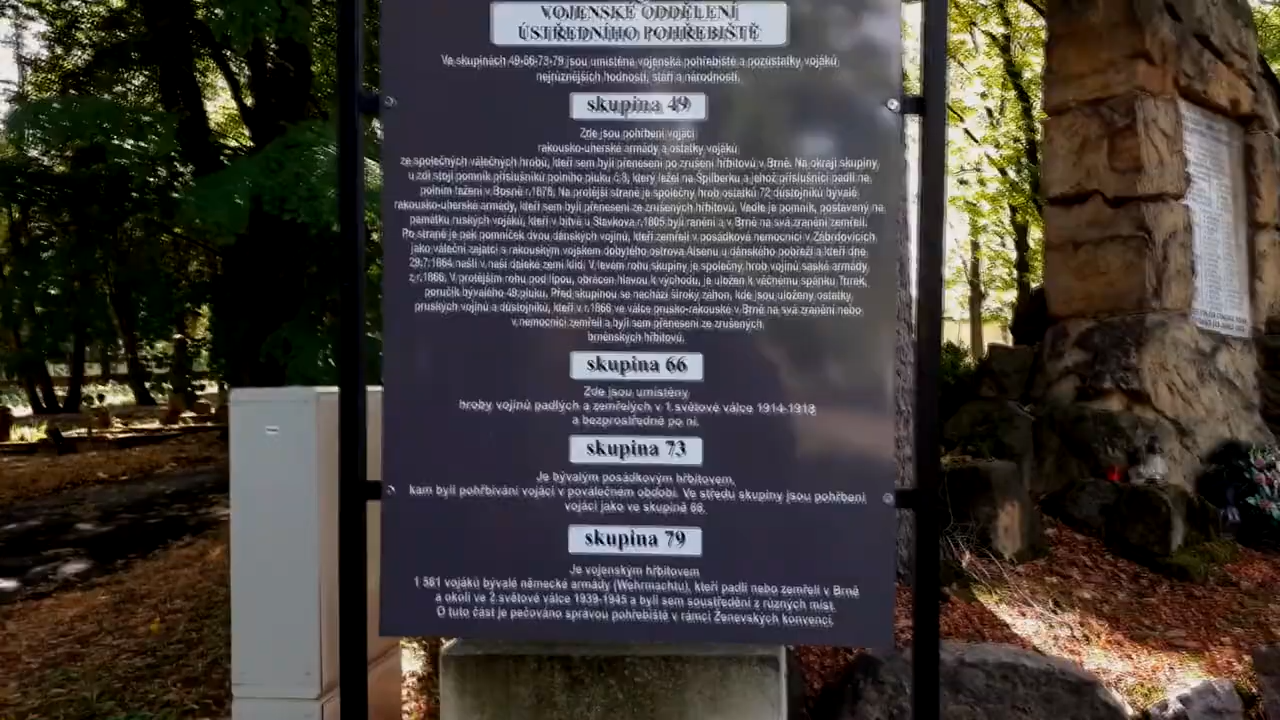 VOJENSKÉ ODDĚLENÍ
ÚSTŘEDNÍHO POHŘEBIŠTĚ
Ve skupinách 49-66-73-79 jsou umístěna vojenská pohřebiště a pozůstatky vojáků
nejrůznějších hodností, stáří a národností.
skupina 49
Zde jsou pohřbeni vojáci
rakousko-uherské armády a ostatky vojáků
ze společných válečných hrobů, kteří sem byli přeneseni po zrušení hřbitovů v Brně. Na okraji skupiny
u zdi stojí pomník příslušníků polního pluku č.8, který ležel na Špilberku a jehož příslušníci padli na
polním tažení v Bosně r.1878. Na protější straně je společný hrob ostatků 72 důstojníků bývalé
rakousko-uherské armády, kteří sem byli přeneseni ze zrušených hřbitovů. Vedle je pomník, postavený na
památku ruských vojáků, kteří v bitvě u Slavkova r.1805 byli raněni a v Brně na svá zranění zemřeli.
Po straně je pak pomníček dvou dánských vojínů, kteří zemřeli v posádkové nemocnici v Zábrdovicích
jako váleční zajatci s rakouským vojskem dobytého ostrova Alsenu u dánského pobřeží a kteří dne
29.7.1864 našli v naší daleké zemi klid. V levém rohu skupiny je společný hrob vojínů saské armády
z r.1866. V protějším rohu pod lípou, obrácen hlavou k východu, je uložen k věčnému spánku Turek,
poručík bývalého 49.pluku. Před skupinou se nachází široký záhon, kde jsou uloženy ostatky
pruských vojínů a důstojníků, kteří v r.1866 ve válce prusko-rakouské v Brně na svá zranění nebo
v nemocnici zemřeli a byli sem přeneseni ze zrušených
brněnských hřbitovů.
skupina 66
Zde jsou umístěny
hroby vojínů padlých a zemřelých v 1.světové válce 1914-1918
a bezprostředně po ní.
skupina 73
Je bývalým posádkovým hřbitovem,
kam byli pohřbíváni vojáci v poválečném období. Ve středu skupiny jsou pohřbeni
vojáci jako ve skupině 66.
skupina 79
Je vojenským hřbitovem
1 581 vojáků bývalé německé armády (Wehrmachtu), kteří padli nebo zemřeli v Brně
a okolí ve 2.světové válce 1939-1945 a byli sem soustředěni z různých míst.
O tuto část je pečováno správou pohřebiště v rámci Ženevských konvencí.